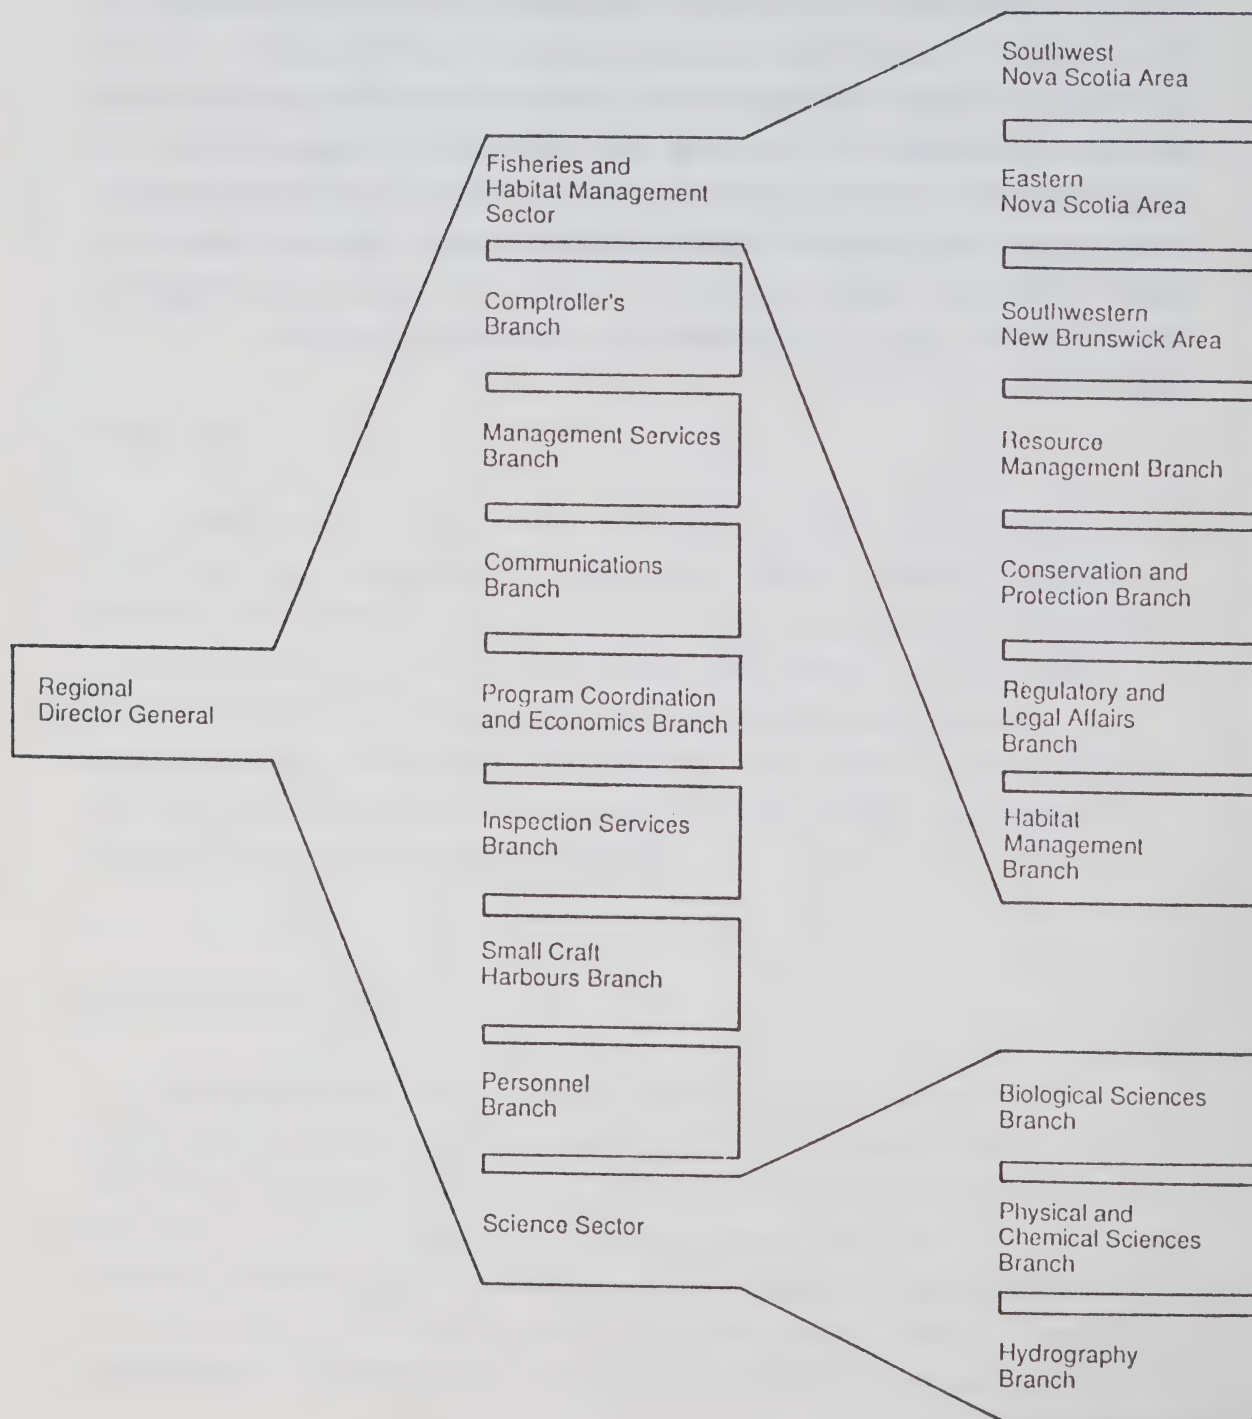 Regional
Director General
Fisheries and
Habitat Management
Sector
Comptroller's
Branch
Management Services
Branch
Communications
Branch
Program Coordination
and Economics Branch
Inspection Services
Branch
Small Craft
Harbours Branch
Personnel
Branch
Science Sector
Southwest
Nova Scotia Area
Eastern
Nova Scotia Area
Southwestern
New Brunswick Area
Resource
Management Branch
Conservation and
Protection Branch
Regulatory and
Legal Affairs
Branch
Habitat
Management
Branch
Biological Sciences
Branch
Physical and
Chemical Sciences
Branch
Hydrography
Branch